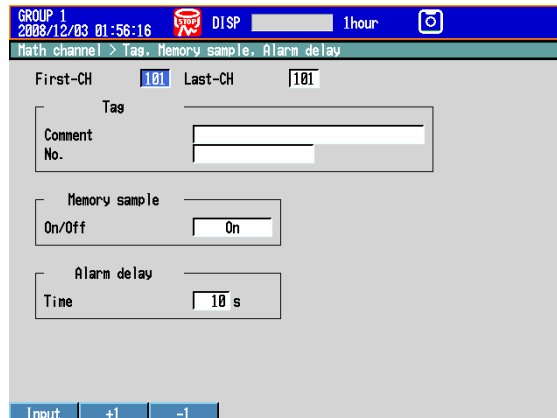 GROUP 1
2008/12/03 01:56:16
STOP
DISP
1hour
Math channel > Tag, Memory sample, Alarm delay
First-CH 101 Last-CH 101
Tag
Comment
No.
Memory sample
On/Off On
Alarm delay
Time 10 s
Input +1 -1